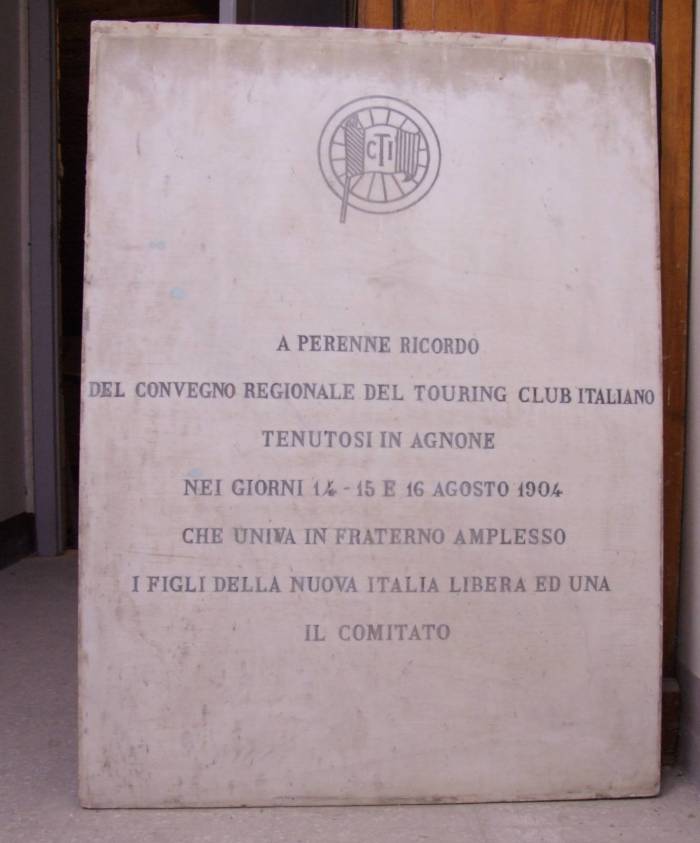 CTI
A PERENNE RICORDO
DEL CONVEGNO REGIONALE DEL TOURING CLUB ITALIANO
TENUTOSI IN AGNONE
NEI GIORNI 14 - 15 E 16 AGOSTO 1904
CHE UNIVA IN FRATERNO AMPLESSO
I FIGLI DELLA NUOVA ITALIA LIBERA ED UNA
IL COMITATO